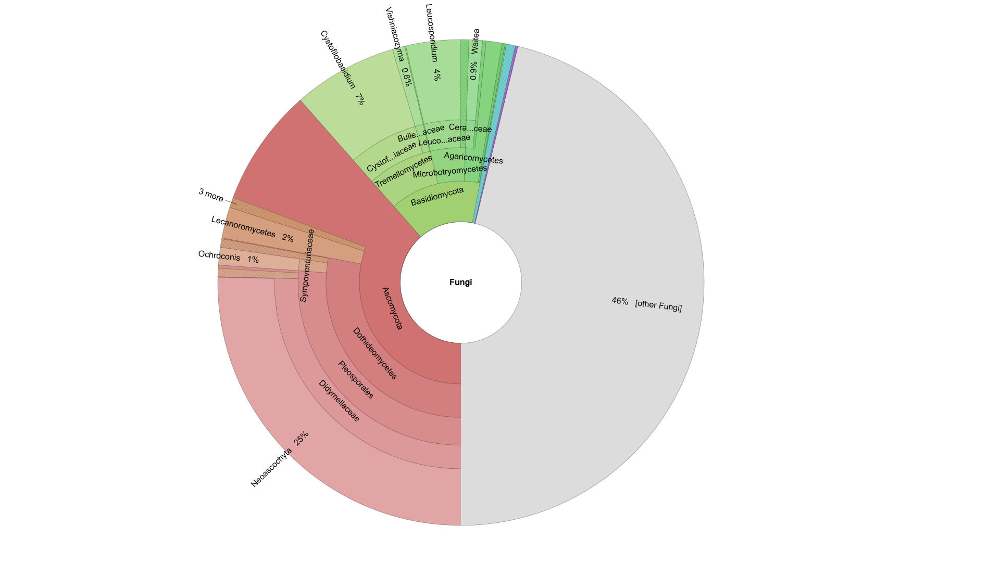 Leucosporidium 4%
Vishniacozyma 0.8%
Waitea 0.9%
Cystofilobasidium 7%
Bulle...aceae
Cera...ceae
Cystof...iaceae
Leuco...aceae
Tremellomycetes
Agaricomycetes
Microbotryomycetes
Basidiomycota
3 more
Lecanoromycetes 2%
Ochroconis 1%
Sympoventuriaceae
Fungi
Ascomycota
46% [other Fungi]
Dothideomycetes
Pleosporales
Didymellaceae
Neoascochyta 25%